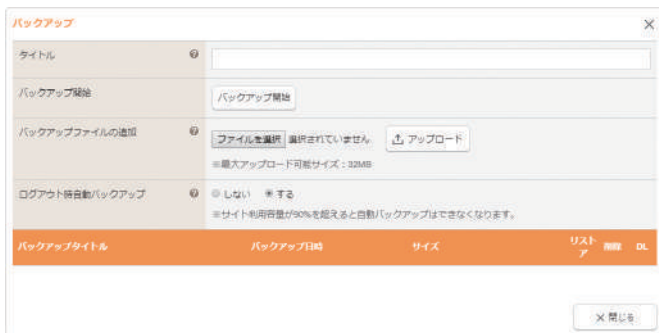 バックアップ
タイトル
バックアップ開始
バックアップ開始
バックアップファイルの追加
ファイルを選択 選択されていません
アップロード
※最大アップロード可能サイズ：32MB
ログアウト時自動バックアップ
しない する
※サイト利用容量が90%を超えると自動バックアップはできなくなります。
バックアップタイトル バックアップ日時 サイズ リストア 削除 DL
×閉じる